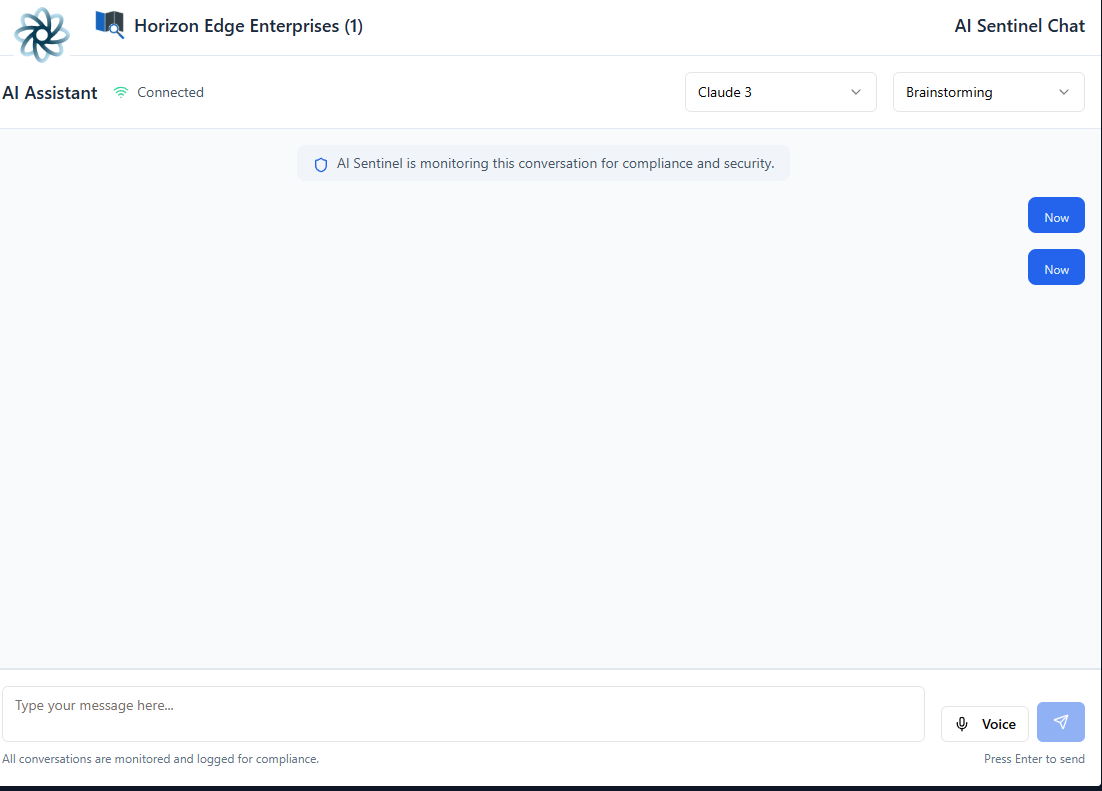 Horizon Edge Enterprises (1)
AI Sentinel Chat
AI Assistant
Connected
Claude 3
Brainstorming
AI Sentinel is monitoring this conversation for compliance and security.
Now
Now
Type your message here...
Voice
All conversations are monitored and logged for compliance.
Press Enter to send